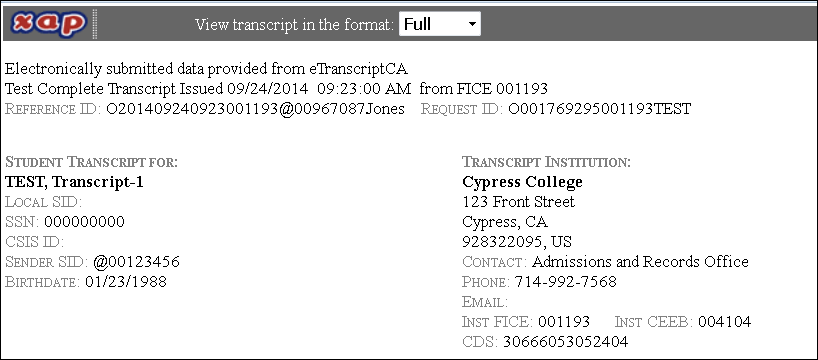 xap View transcript in the format: Full
Electronically submitted data provided from eTranscriptCA
Test Complete Transcript Issued 09/24/2014 09:23:00 AM from FICE 001193
REFERENCE ID: O201409240923001193@00967087Jones REQUEST ID: O001769295001193TEST
STUDENT TRANSCRIPT FOR:
TEST, Transcript-1
LOCAL SID:
SSN: 000000000
CSIS ID:
SENDER SID: @00123456
BIRTHDATE: 01/23/1988
TRANSCRIPT INSTITUTION:
Cypress College
123 Front Street
Cypress, CA
928322095, US
CONTACT: Admissions and Records Office
PHONE: 714-992-7568
EMAIL:
INST FICE: 001193 INST CEEB: 004104
CDS: 30666053052404